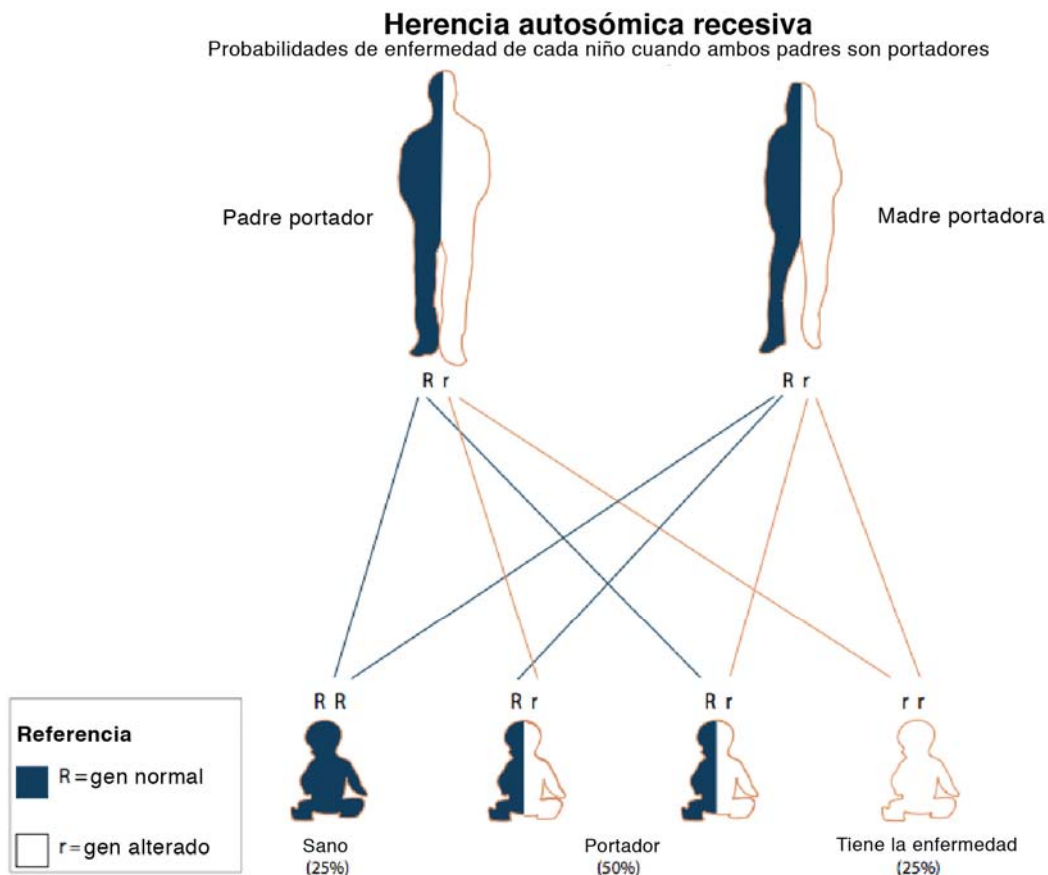 Herencia autosómica recesiva
Probabilidades de enfermedad de cada niño cuando ambos padres son portadores
Padre portador
Madre portadora
R r
R r
R R
R r
R r
r r
Referencia
R=gen normal
r=gen alterado
Sano
(25%)
Portador
(50%)
Tiene la enfermedad
(25%)